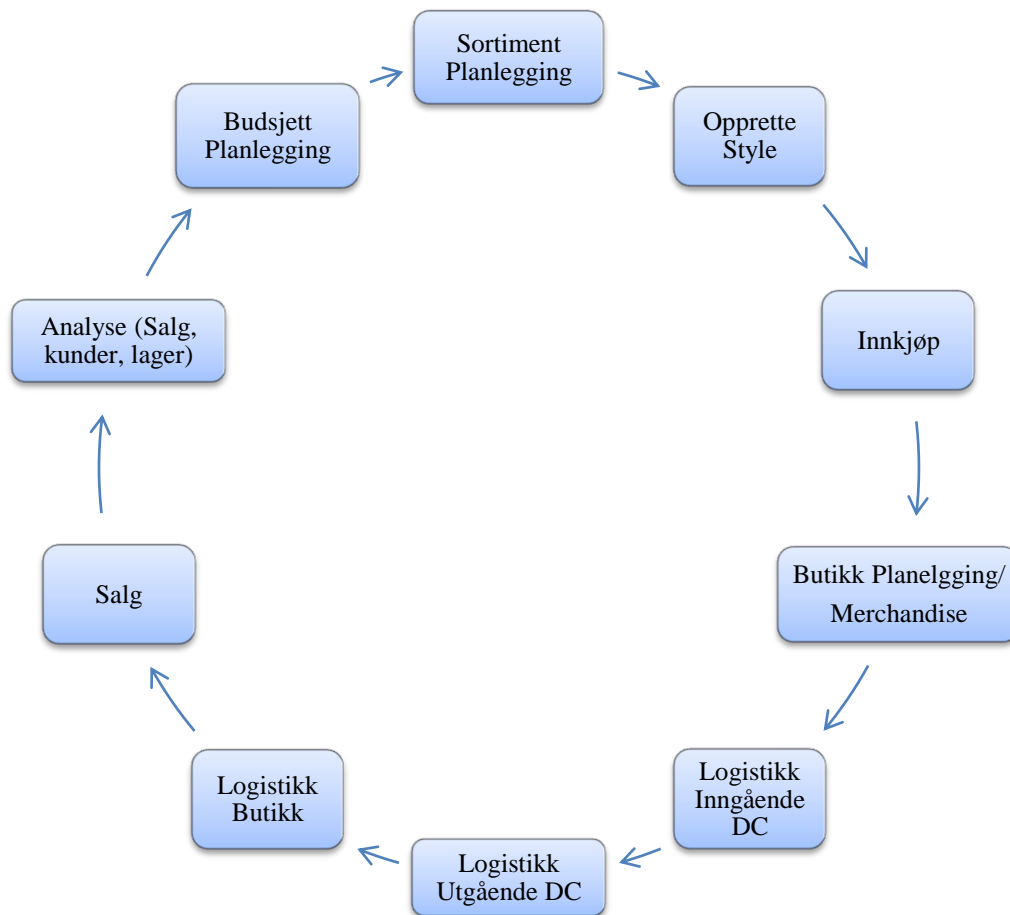 Sortiment
Planlegging
Opprette
Style
Innkjøp
Butikk Planelgging/
Merchandise
Logistikk
Inngående
DC
Logistikk
Utgående DC
Logistikk
Butikk
Salg
Analyse (Salg,
kunder, lager)
Budsjett
Planlegging